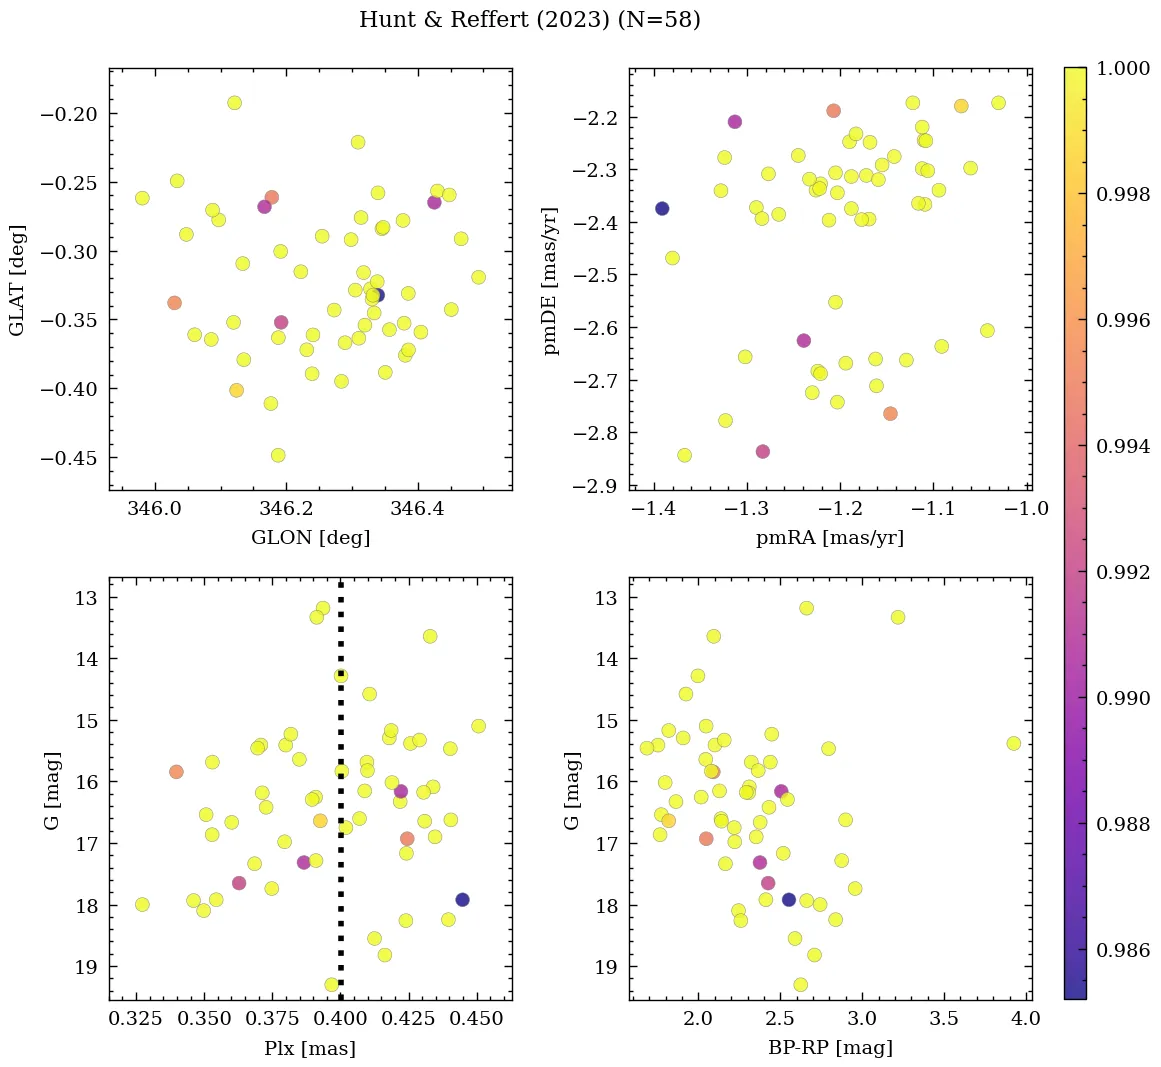 Hunt & Reffert (2023) (N=58)
−0.20
−0.25
−0.30
−0.35
−0.40
−0.45
GLAT [deg]
346.0 346.2 346.4
GLON [deg]
−2.2
−2.3
−2.4
−2.5
−2.6
−2.7
−2.8
−2.9
pmDE [mas/yr]
−1.4 −1.3 −1.2 −1.1 −1.0
pmRA [mas/yr]
13
14
15
16
17
18
19
G [mag]
0.325 0.350 0.375 0.400 0.425 0.450
Plx [mas]
13
14
15
16
17
18
19
G [mag]
2.0 2.5 3.0 3.5 4.0
BP-RP [mag]
1.000
0.998
0.996
0.994
0.992
0.990
0.988
0.986